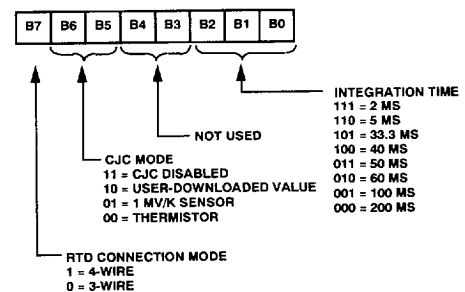 B7 B6 B5 B4 B3 B2 B1 B0
INTEGRATION TIME
111 = 2 MS
110 = 5 MS
101 = 33.3 MS
100 = 40 MS
011 = 50 MS
010 = 60 MS
001 = 100 MS
000 = 200 MS
NOT USED
CJC MODE
11 = CJC DISABLED
10 = USER-DOWNLOADED VALUE
01 = 1 MV/K SENSOR
00 = THERMISTOR
RTD CONNECTION MODE
1 = 4-WIRE
0 = 3-WIRE